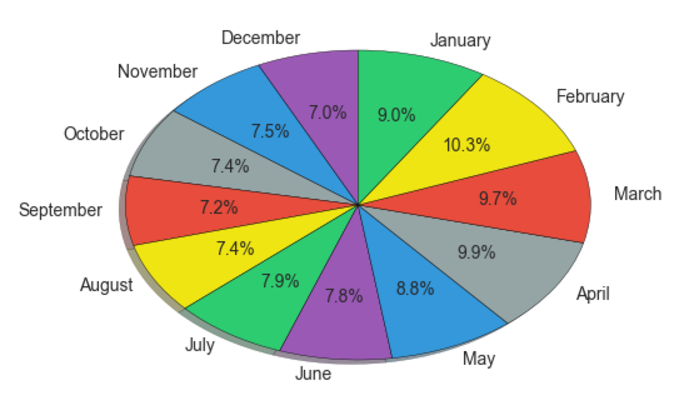 December
January
November
February
7.0%
9.0%
7.5%
10.3%
October
7.4%
March
9.7%
September
7.2%
7.4%
9.9%
August
7.9%
7.8%
8.8%
April
July
May
June